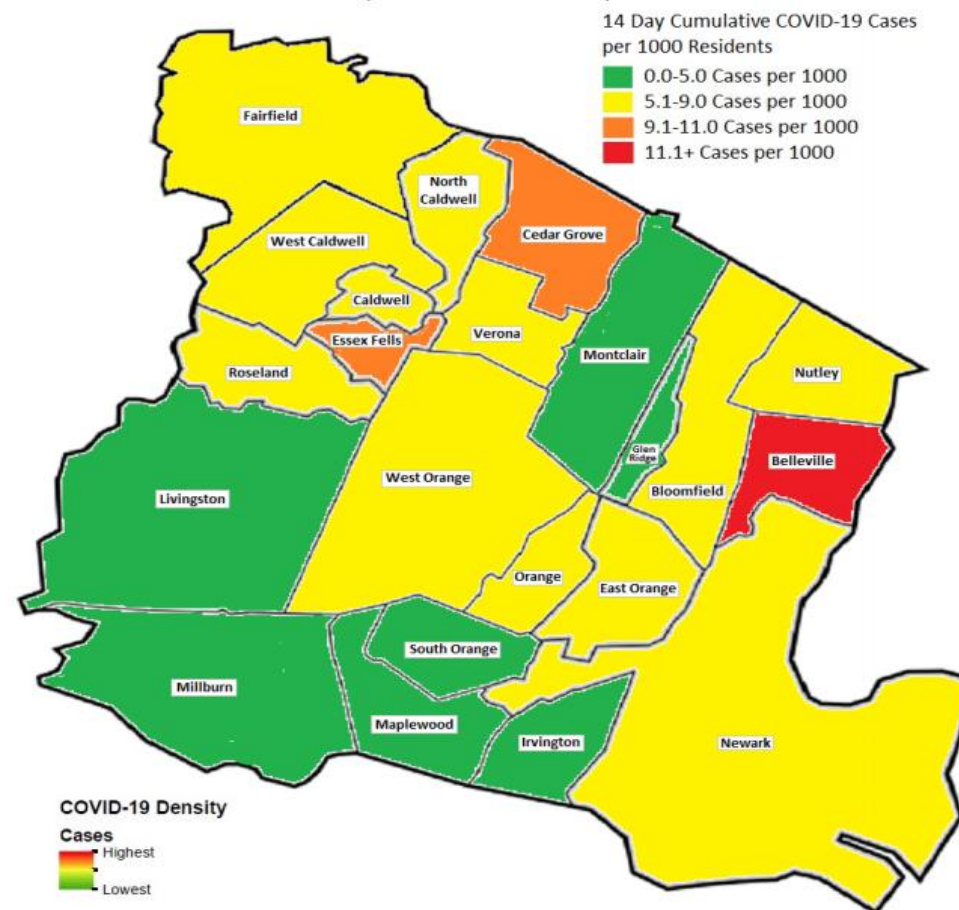 14 Day Cumulative COVID-19 Cases
per 1000 Residents
0.0-5.0 Cases per 1000
5.1-9.0 Cases per 1000
9.1-11.0 Cases per 1000
11.1+ Cases per 1000
Fairfield
North
Caldwell
Cedar Grove
West Caldwell
Caldwell
Essex Fells
Verona
Montclair
Roseland
Nutley
Glen
Ridge
Belleville
West Orange
Bloomfield
Livingston
Orange
East Orange
South Orange
Millburn
Maplewood
Irvington
Newark
COVID-19 Density
Cases
Highest
Lowest